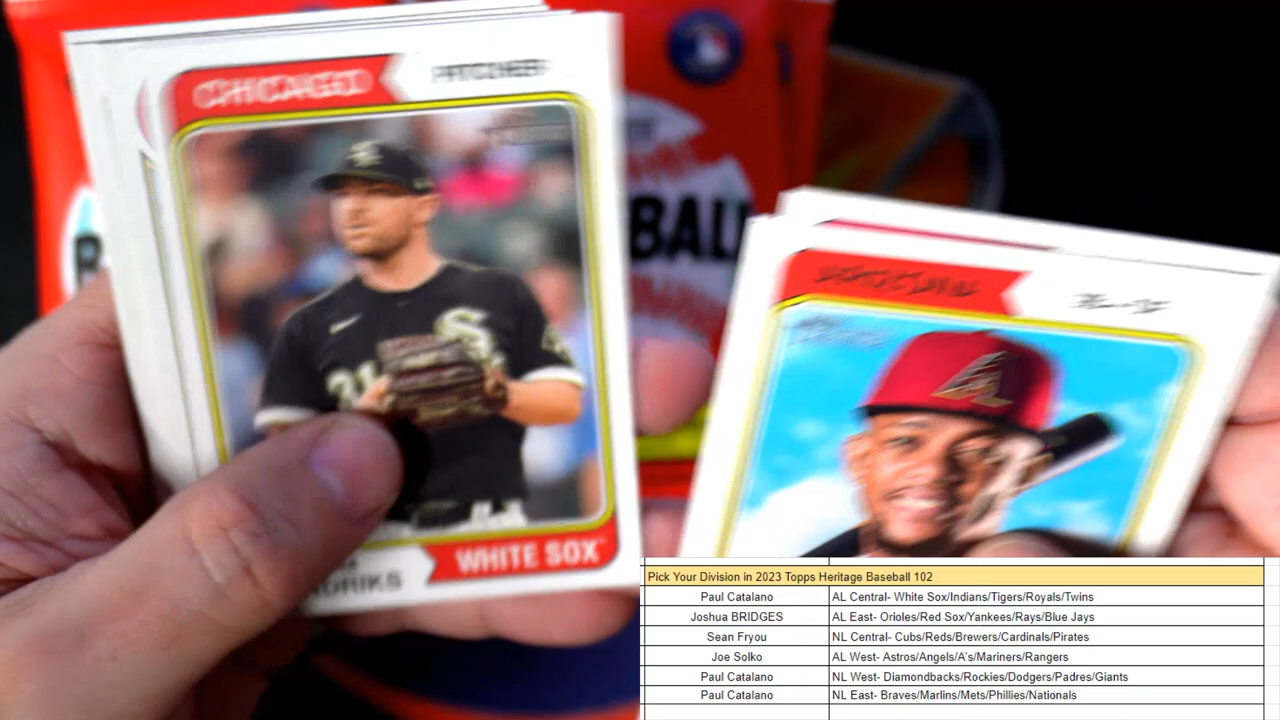 CHICAGO
PITCHER
WHITE SOX
BALL
Pick Your Division in 2023 Topps Heritage Baseball 102
Paul Catalano AL Central- White Sox/Indians/Tigers/Royals/Twins
Joshua BRIDGES AL East- Orioles/Red Sox/Yankees/Rays/Blue Jays
Sean Fryou NL Central- Cubs/Reds/Brewers/Cardinals/Pirates
Joe Solko AL West- Astros/Angels/A's/Mariners/Rangers
Paul Catalano NL West- Diamondbacks/Rockies/Dodgers/Padres/Giants
Paul Catalano NL East- Braves/Marlins/Mets/Phillies/Nationals